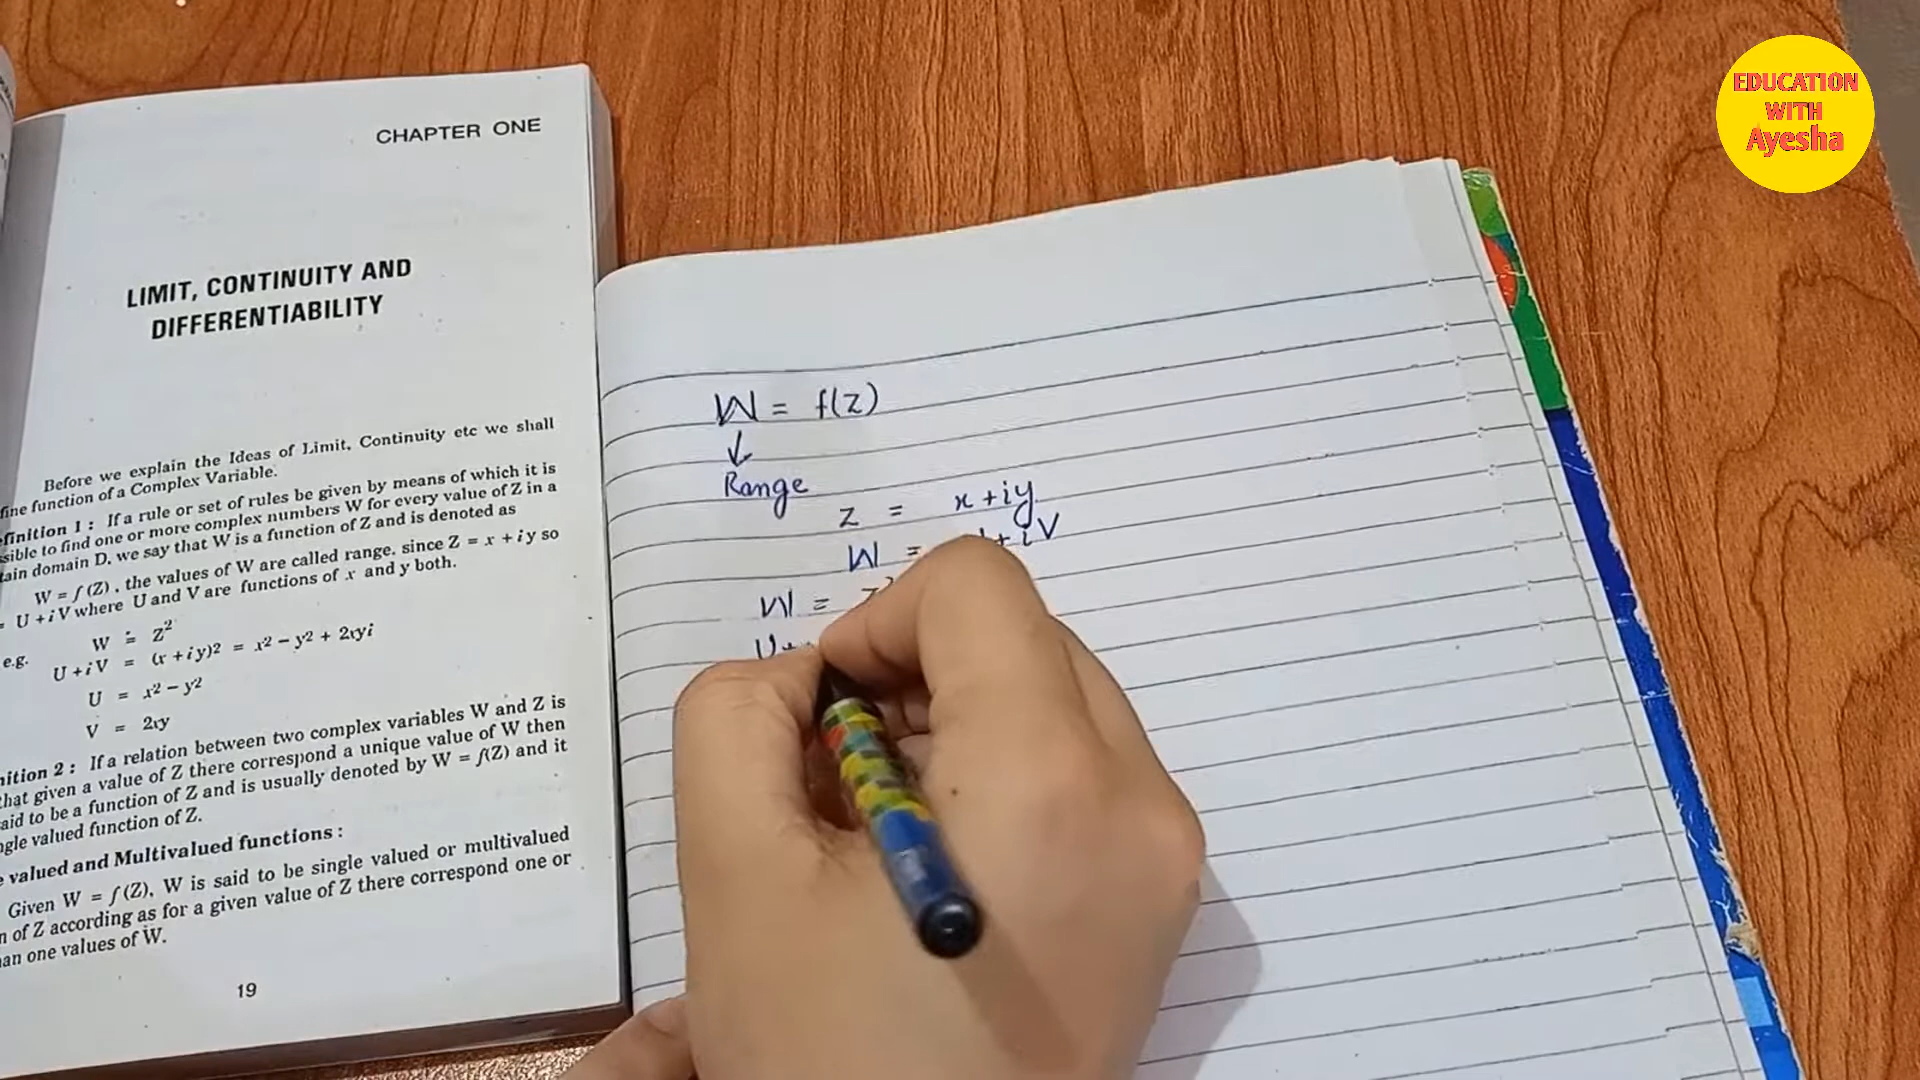 CHAPTER ONE
LIMIT, CONTINUITY AND
DIFFERENTIABILITY
Before we explain the Ideas of Limit, Continuity etc we shall
fine function of a Complex Variable.
finition 1 : If a rule or set of rules be given by means of which it is
sible to find one or more complex numbers W for every value of Z in a
tain domain D, we say that W is a function of Z and is denoted as
W = f (Z), the values of W are called range. since Z = x + iy so
= U + iV where U and V are functions of x and y both.
e.g. W = Z²
U + iV = (x + iy)2 = x2 – y2 + 2xyi
U = x2 – y2
V = 2xy
nition 2 : If a relation between two complex variables W and Z is
that given a value of Z there correspond a unique value of W then
aid to be a function of Z and is usually denoted by W = f(Z) and it
ngle valued function of Z.
e valued and Multivalued functions :
Given W = f (Z), W is said to be single valued or multivalued
n of Z according as for a given value of Z there correspond one or
an one values of W.
19
W = f(z)
↓
Range
z = x + iy
W = + i V
W =
U +
EDUCATION
WITH
Ayesha